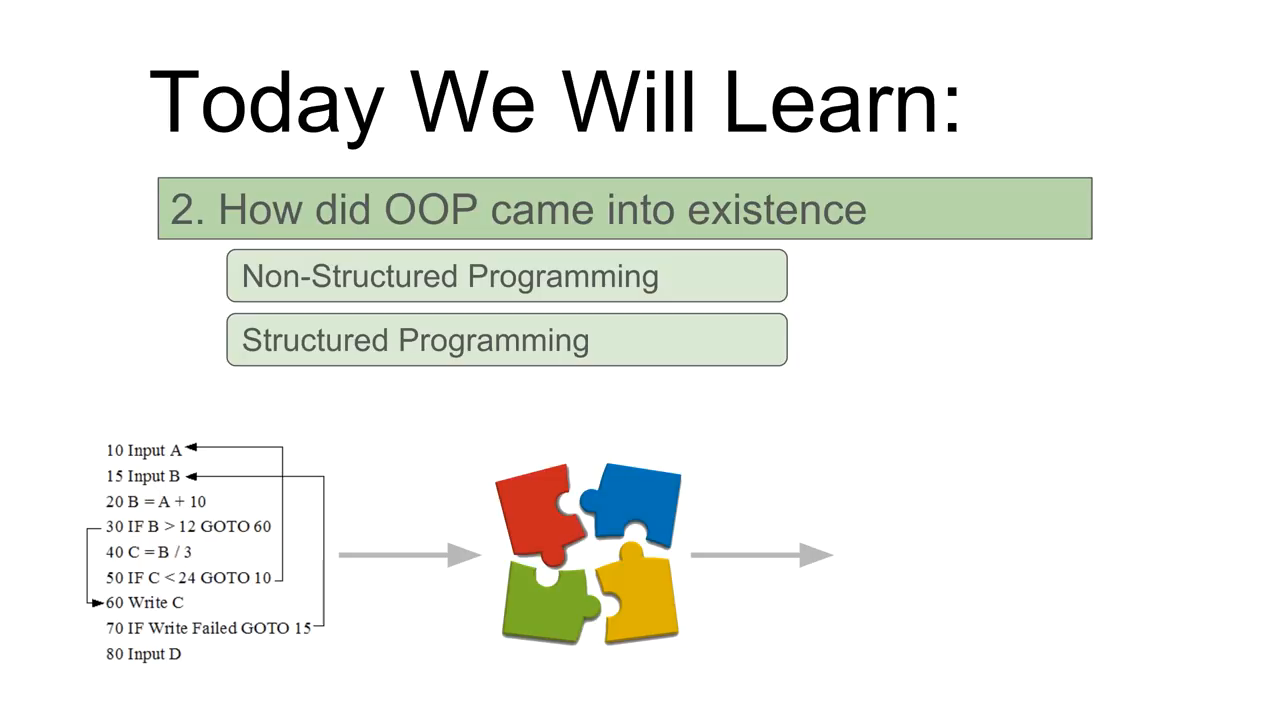 Today We Will Learn:
2. How did OOP came into existence
Non-Structured Programming
Structured Programming
10 Input A
15 Input B
20 B = A + 10
30 IF B > 12 GOTO 60
40 C = B / 3
50 IF C < 24 GOTO 10
60 Write C
70 IF Write Failed GOTO 15
80 Input D